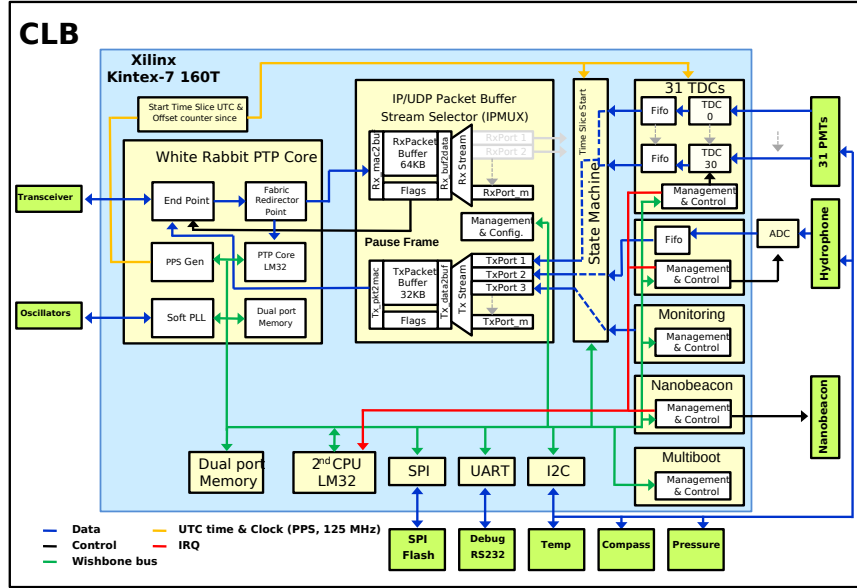 CLB
Xilinx
Kintex-7 160T
Start Time Slice UTC &
Offset counter since
White Rabbit PTP Core
End Point
Fabric
Redirector
Point
PPS Gen
PTP Core
LM32
Soft PLL
Dual port
Memory
Transceiver
Oscillators
IP/UDP Packet Buffer
Stream Selector (IPMUX)
Rx_mac2buf
RxPacket
Buffer
64KB
Flags
Rx_buf2data
Rx Stream
RxPort 1
RxPort 2
RxPort_m
Management
& Config.
Pause Frame
Tx_pkt2mac
TxPacket
Buffer
32KB
Flags
Tx_data2buf
Tx Stream
TxPort 1
TxPort 2
TxPort 3
TxPort_m
Time Slice Start
State Machine
31 TDCs
Fifo
TDC
0
Fifo
TDC
30
Management
& Control
Fifo
Management
& Control
ADC
Monitoring
Management
& Control
Nanobeacon
Management
& Control
Multiboot
Management
& Control
31 PMTs
Hydrophone
Nanobeacon
Dual port
Memory
2nd CPU
LM32
SPI
UART
I2C
SPI
Flash
Debug
RS232
Temp
Compass
Pressure
Data
Control
Wishbone bus
UTC time & Clock (PPS, 125 MHz)
IRQ